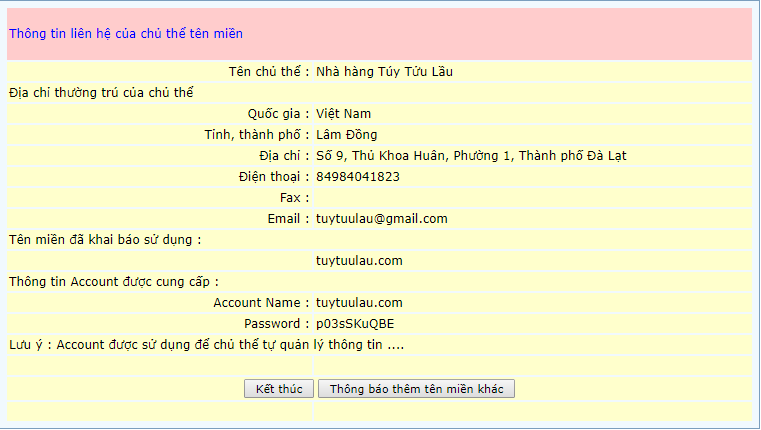 Thông tin liên hệ của chủ thể tên miền
Tên chủ thể : Nhà hàng Túy Tửu Lầu
Địa chỉ thường trú của chủ thể
Quốc gia : Việt Nam
Tỉnh, thành phố : Lâm Đồng
Địa chỉ : Số 9, Thủ Khoa Huân, Phường 1, Thành phố Đà Lạt
Điện thoại : 84984041823
Fax :
Email : tuytuulau@gmail.com
Tên miền đã khai báo sử dụng :
tuytuulau.com
Thông tin Account được cung cấp :
Account Name : tuytuulau.com
Password : p03sSKuQBE
Lưu ý : Account được sử dụng để chủ thể tự quản lý thông tin ....
Kết thúc Thông báo thêm tên miền khác